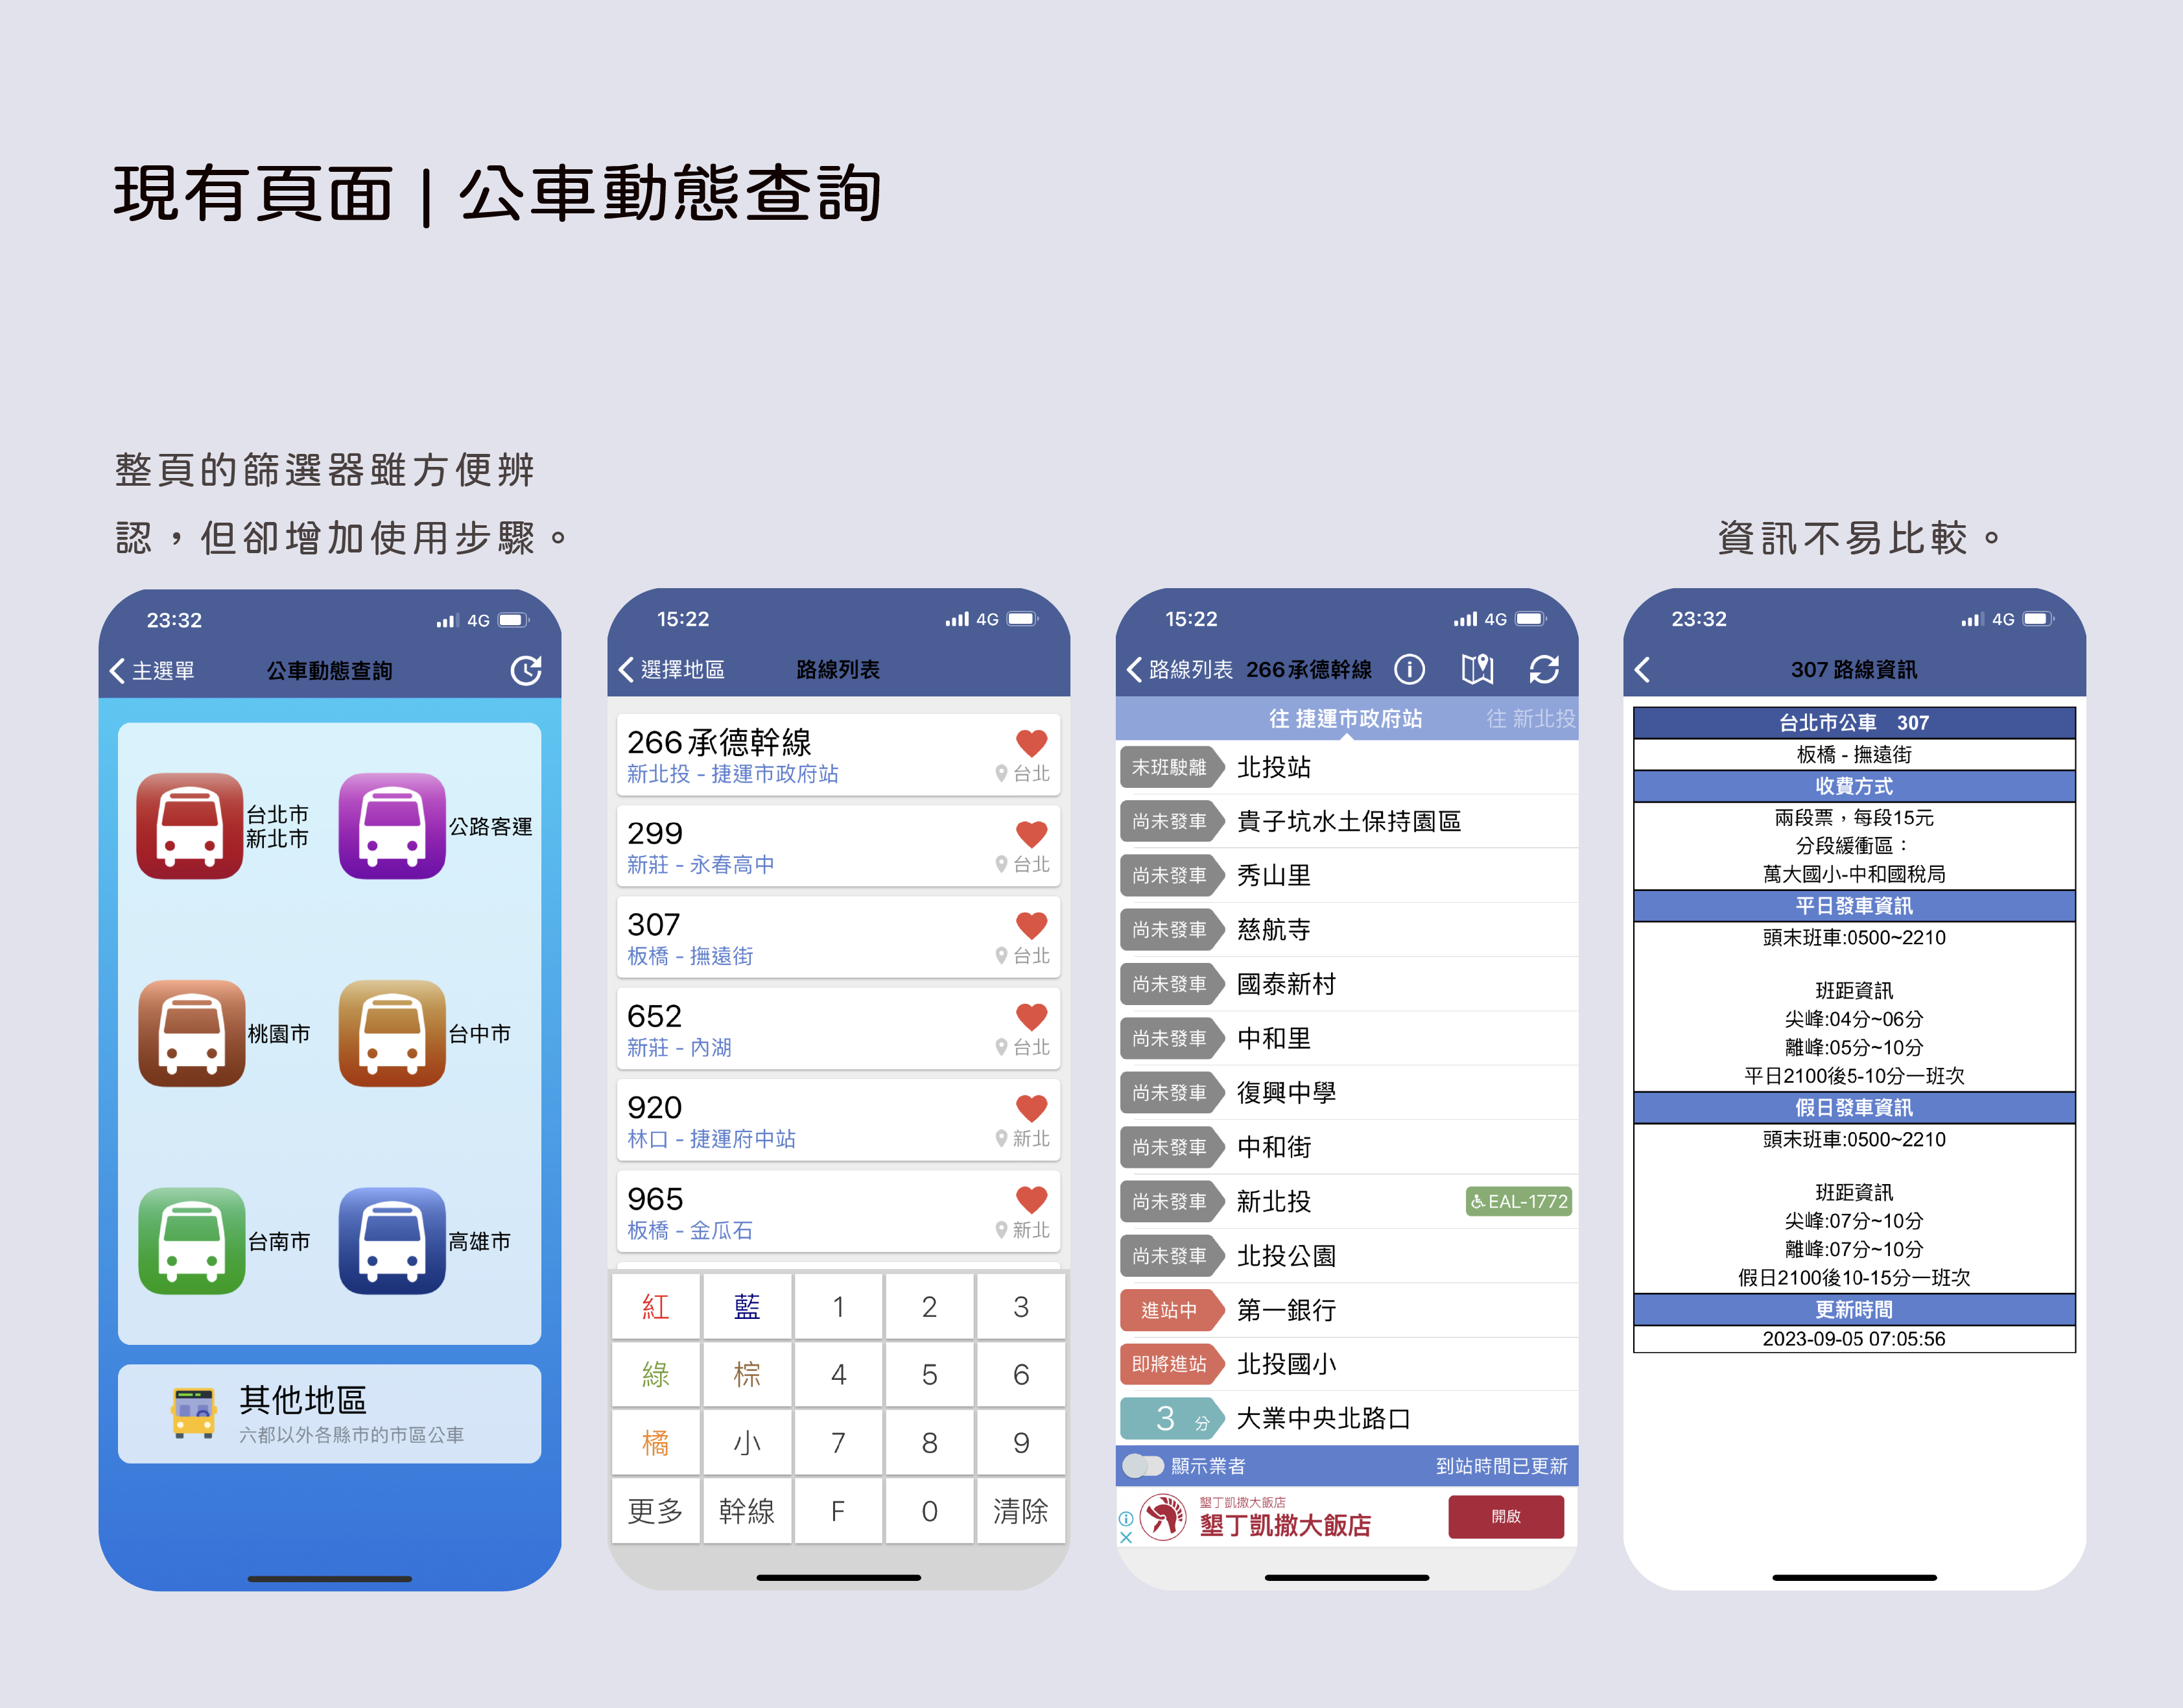 現有頁面 | 公車動態查詢
整頁的篩選器雖方便辨
認，但卻增加使用步驟。
資訊不易比較。
23:32
4G
主選單
公車動態查詢
台北市
新北市
公路客運
桃園市
台中市
台南市
高雄市
其他地區
六都以外各縣市的市區公車
15:22
4G
選擇地區
路線列表
266承德幹線
新北投 - 捷運市政府站
台北
299
新莊 - 永春高中
台北
307
板橋 - 撫遠街
台北
652
新莊 - 內湖
台北
920
林口 - 捷運府中站
新北
965
板橋 - 金瓜石
新北
紅 藍 1 2 3
綠 棕 4 5 6
橘 小 7 8 9
更多 幹線 F 0 清除
15:22
4G
路線列表
266承德幹線
往 捷運市政府站
往 新北投
末班駛離 北投站
尚未發車 貴子坑水土保持園區
尚未發車 秀山里
尚未發車 慈航寺
尚未發車 國泰新村
尚未發車 中和里
尚未發車 復興中學
尚未發車 中和街
尚未發車 新北投 EAL-1772
尚未發車 北投公園
進站中 第一銀行
即將進站 北投國小
3 分 大業中央北路口
顯示業者
到站時間已更新
墾丁凱撒大飯店
墾丁凱撒大飯店
開啟
23:32
4G
307 路線資訊
台北市公車 307
板橋 - 撫遠街
收費方式
兩段票，每段15元
分段緩衝區：
萬大國小-中和國稅局
平日發車資訊
頭末班車:0500~2210
班距資訊
尖峰:04分~06分
離峰:05分~10分
平日2100後5-10分一班次
假日發車資訊
頭末班車:0500~2210
班距資訊
尖峰:07分~10分
離峰:07分~10分
假日2100後10-15分一班次
更新時間
2023-09-05 07:05:56